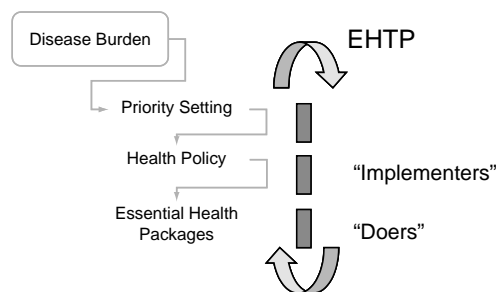 Disease Burden
EHTP
Priority Setting
Health Policy
“Implementers”
Essential Health
Packages
“Doers”